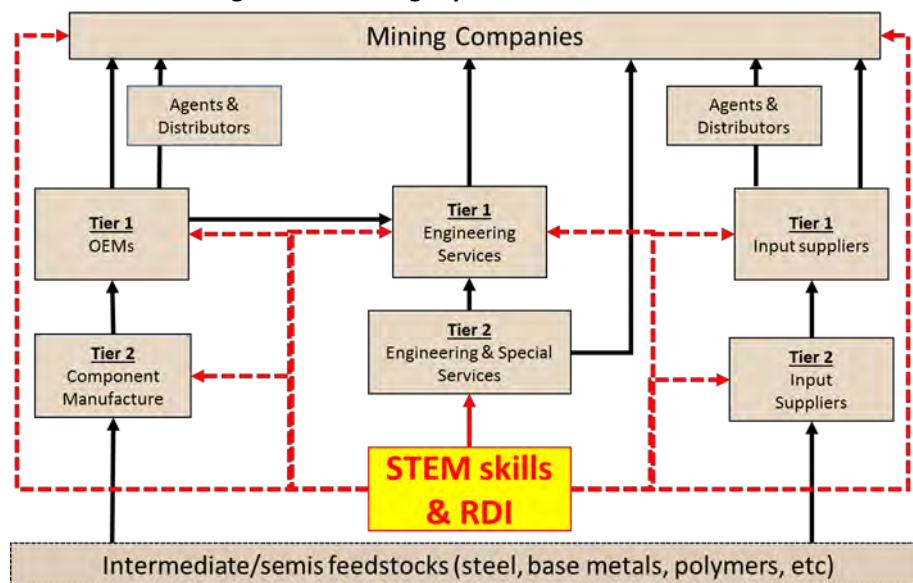 Mining Companies
Agents &
Distributors
Agents &
Distributors
Tier 1
OEMs
Tier 1
Engineering
Services
Tier 1
Input suppliers
Tier 2
Component
Manufacture
Tier 2
Engineering & Special
Services
Tier 2
Input
Suppliers
STEM skills
& RDI
Intermediate/semis feedstocks (steel, base metals, polymers, etc)